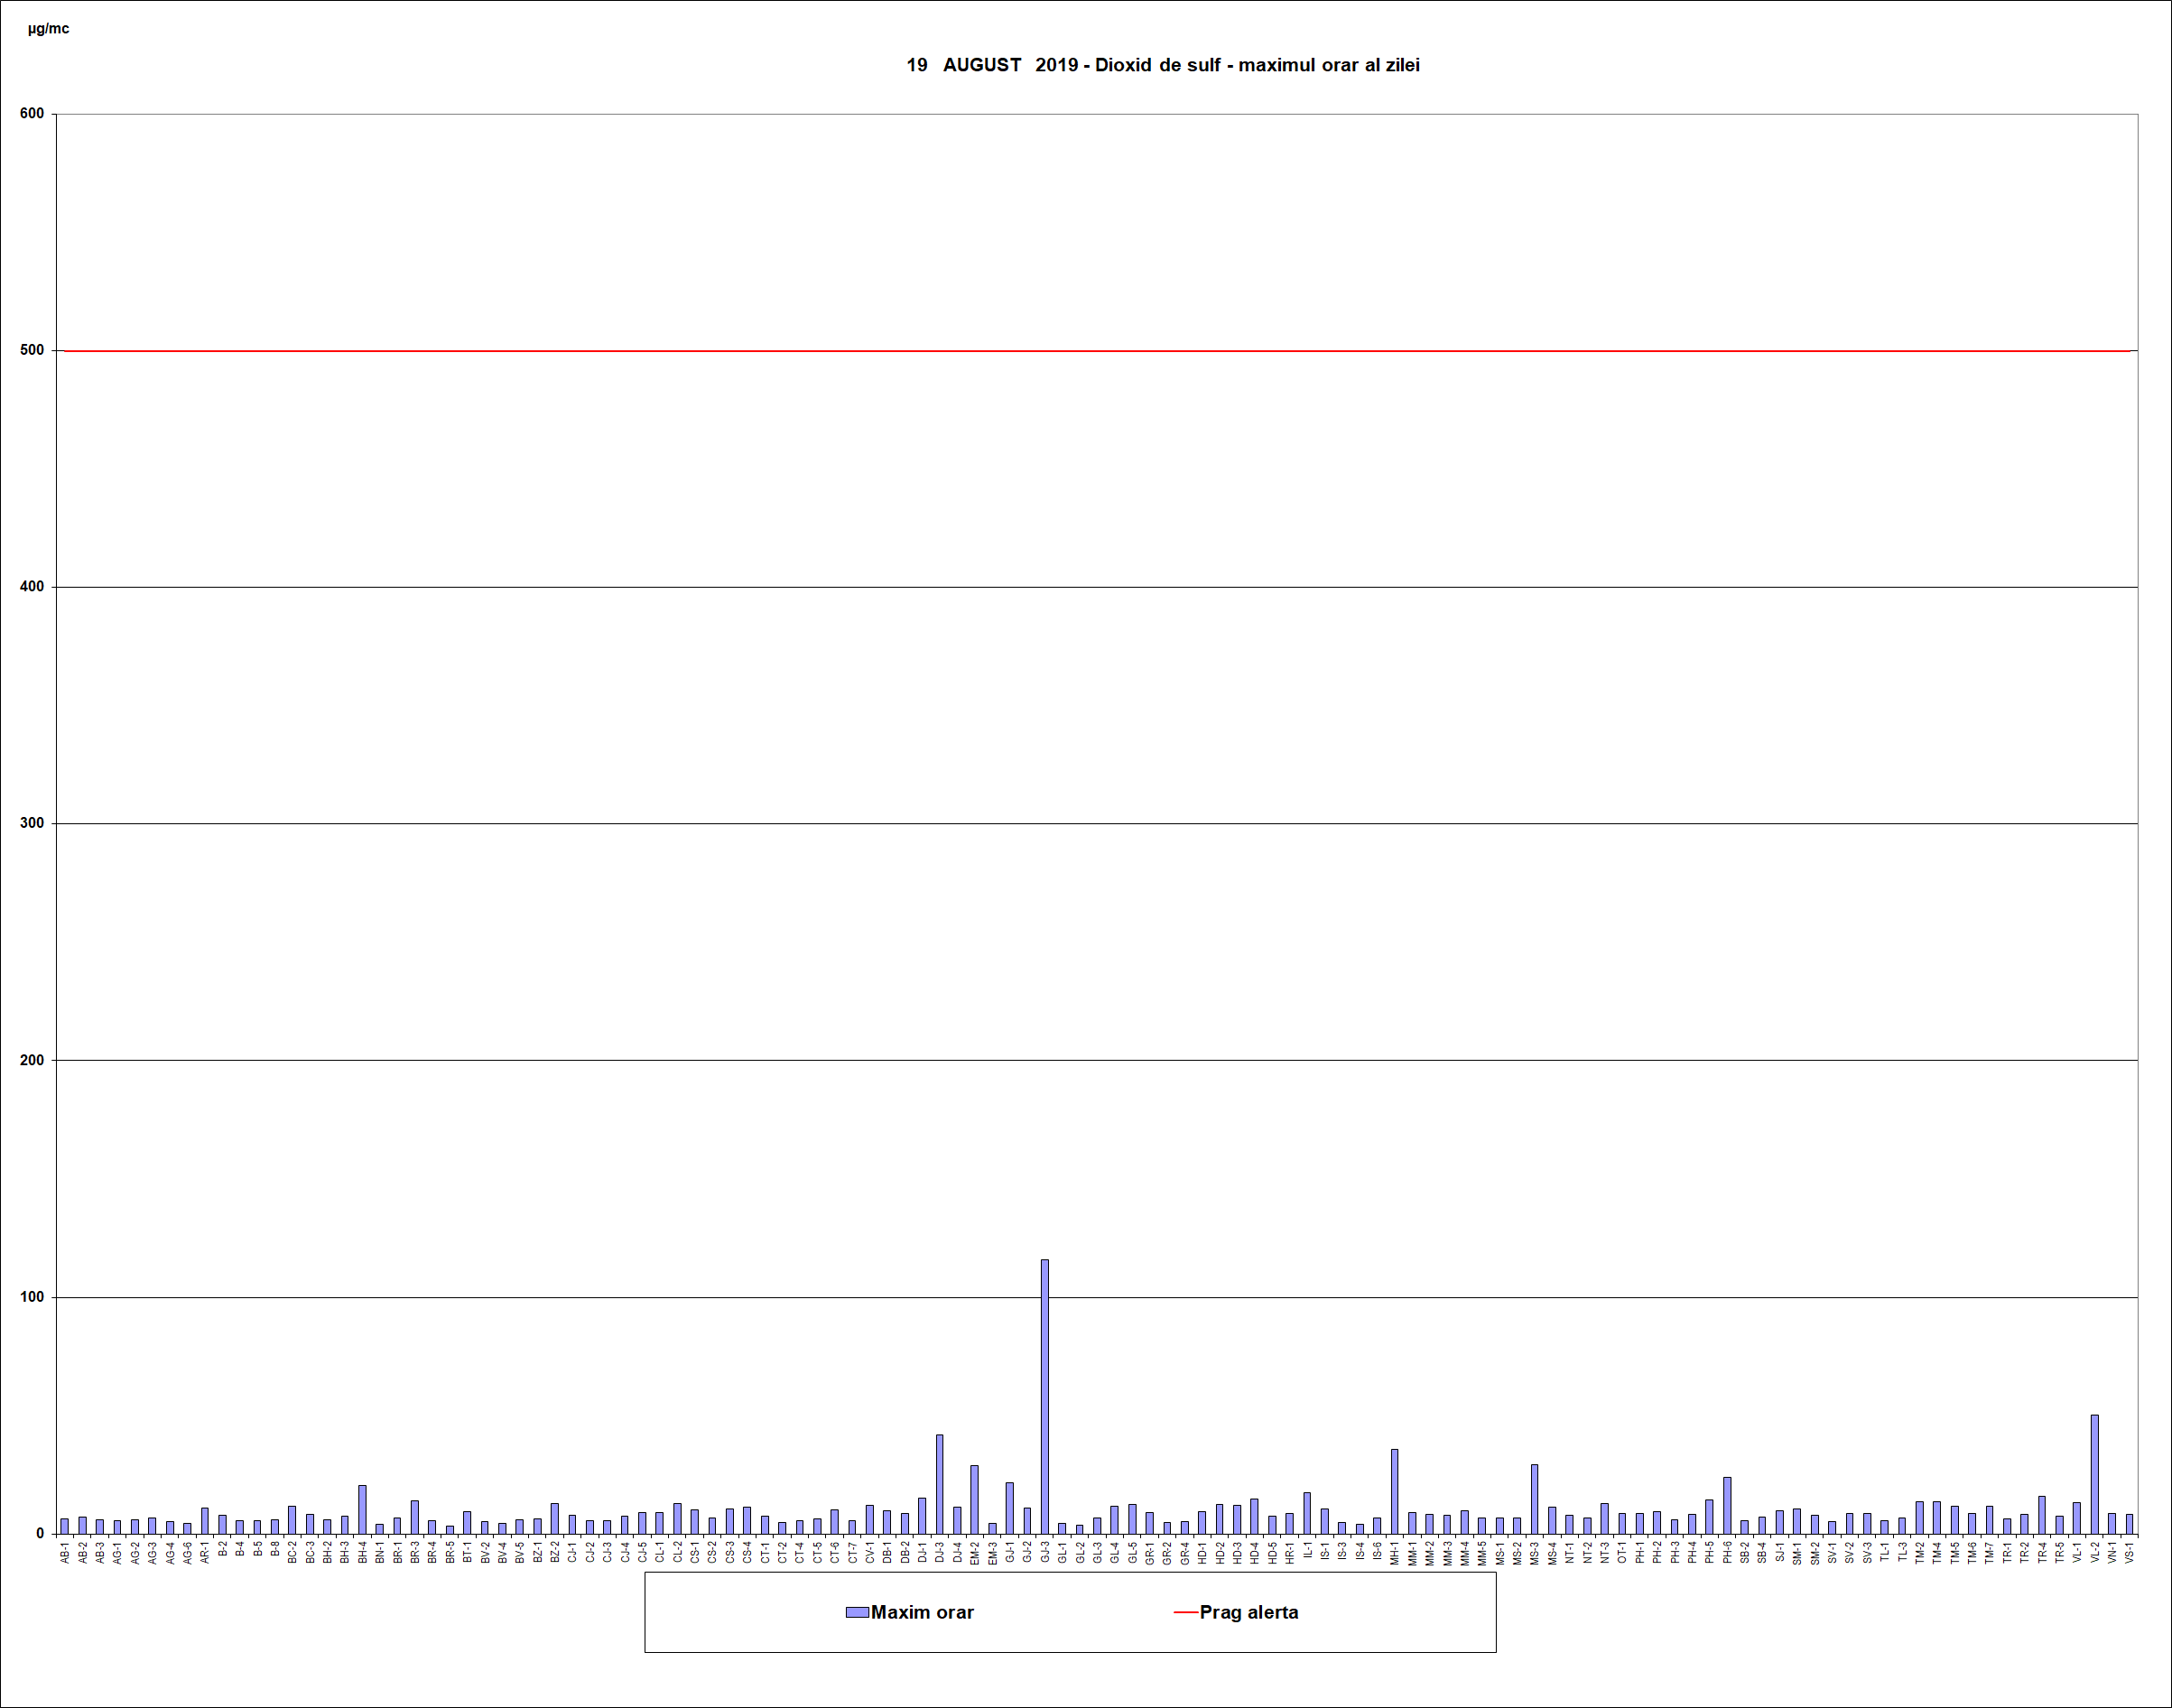 µg/mc
19 AUGUST 2019 - Dioxid de sulf - maximul orar al zilei
600
500
400
300
200
100
0
AB-1 AB-2 AB-3 AG-1 AG-2 AG-3 AG-4 AG-6 AR-1 B-2 B-4 B-5 B-8 BC-2 BC-3 BH-2 BH-3 BH-4 BN-1 BR-1 BR-3 BR-4 BR-5 BT-1 BV-2 BV-4 BV-5 BZ-1 BZ-2 CJ-1 CJ-2 CJ-3 CJ-4 CJ-5 CL-1 CL-2 CS-1 CS-2 CS-3 CS-4 CT-1 CT-2 CT-4 CT-5 CT-6 CT-7 CV-1 DB-1 DB-2 DJ-1 DJ-3 DJ-4 EM-2 EM-3 GJ-1 GJ-2 GJ-3 GL-1 GL-2 GL-3 GL-4 GL-5 GR-1 GR-2 GR-4 HD-1 HD-2 HD-3 HD-4 HD-5 HR-1 IL-1 IS-1 IS-3 IS-4 IS-6 MH-1 MM-1 MM-2 MM-3 MM-4 MM-5 MS-1 MS-2 MS-3 MS-4 NT-1 NT-2 NT-3 OT-1 PH-1 PH-2 PH-3 PH-4 PH-5 PH-6 SB-2 SB-4 SJ-1 SM-1 SM-2 SV-1 SV-2 SV-3 TL-1 TL-3 TM-2 TM-4 TM-5 TM-6 TM-7 TR-1 TR-2 TR-4 TR-5 VL-1 VL-2 VN-1 VS-1
Maxim orar Prag alerta